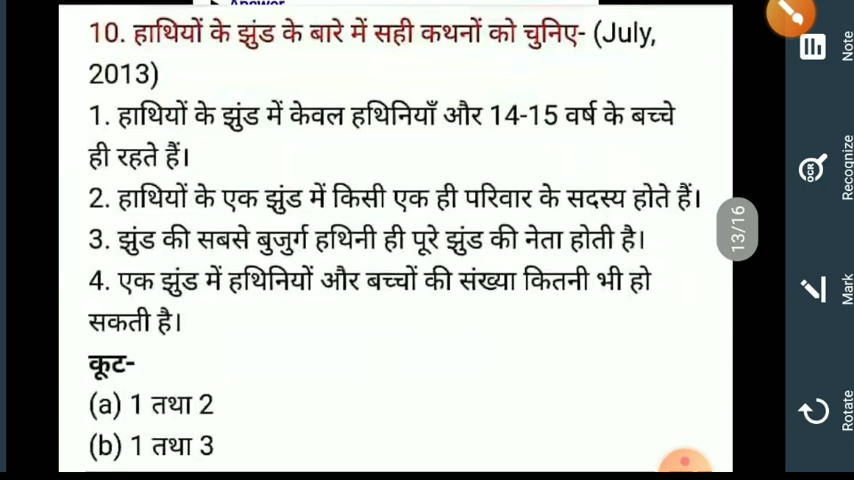 Answer
10. हाथियों के झुंड के बारे में सही कथनों को चुनिए- (July,
2013)
1. हाथियों के झुंड में केवल हथिनियाँ और 14-15 वर्ष के बच्चे
ही रहते हैं।
2. हाथियों के एक झुंड में किसी एक ही परिवार के सदस्य होते हैं।
3. झुंड की सबसे बुजुर्ग हथिनी ही पूरे झुंड की नेता होती है।
4. एक झुंड में हथिनियों और बच्चों की संख्या कितनी भी हो
सकती है।
कूट-
(a) 1 तथा 2
(b) 1 तथा 3
13/16
Note
OCR
Recognize
Mark
Rotate